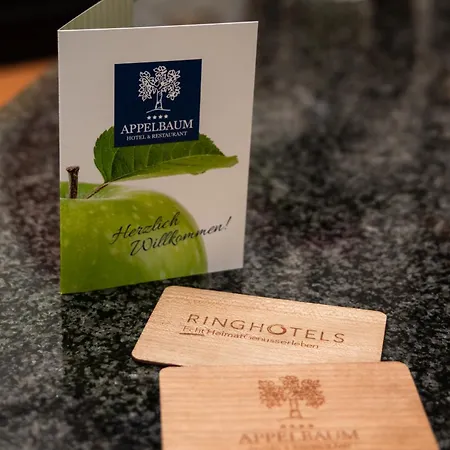 ★★★★
APPELBAUM
HOTEL & RESTAURANT
Herzlich
Willkommen!
RINGHOTELS
Echt HeimatGenusserleben
★★★★
APPELBAUM